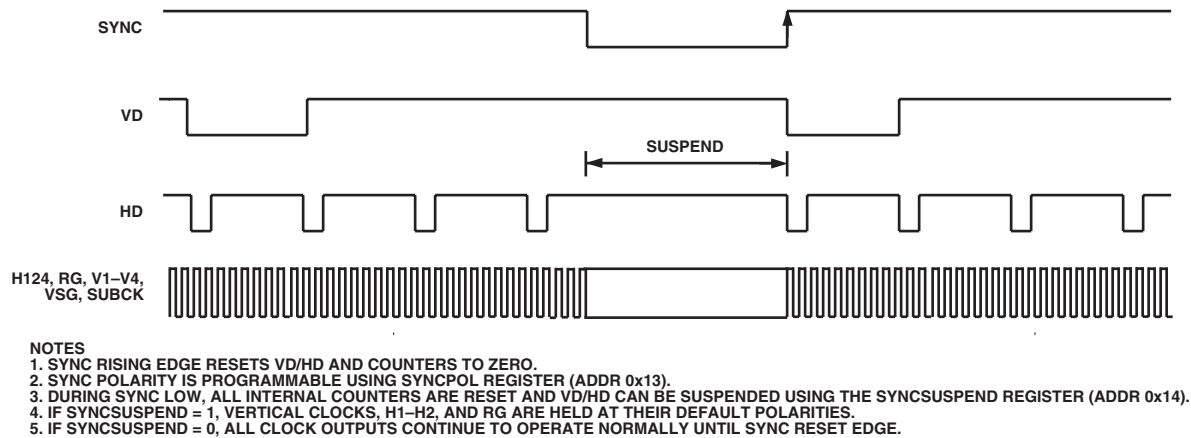 SYNC
VD
SUSPEND
HD
H124, RG, V1–V4,
VSG, SUBCK
NOTES
1. SYNC RISING EDGE RESETS VD/HD AND COUNTERS TO ZERO.
2. SYNC POLARITY IS PROGRAMMABLE USING SYNCPOL REGISTER (ADDR 0x13).
3. DURING SYNC LOW, ALL INTERNAL COUNTERS ARE RESET AND VD/HD CAN BE SUSPENDED USING THE SYNCSUSPEND REGISTER (ADDR 0x14).
4. IF SYNCSUSPEND = 1, VERTICAL CLOCKS, H1–H2, AND RG ARE HELD AT THEIR DEFAULT POLARITIES.
5. IF SYNCSUSPEND = 0, ALL CLOCK OUTPUTS CONTINUE TO OPERATE NORMALLY UNTIL SYNC RESET EDGE.